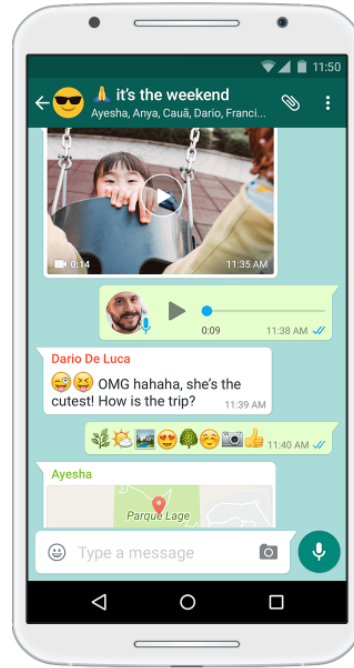 11:50
🙏 it's the weekend
Ayesha, Anya, Cauã, Dario, Franci...
0:14
11:35 AM
0:09
11:38 AM
Dario De Luca
😜😝 OMG hahaha, she's the
cutest! How is the trip?
11:39 AM
🌿🌤🏞😍🌳☺️📷👍
11:40 AM
Ayesha
Parque Lage
Type a message